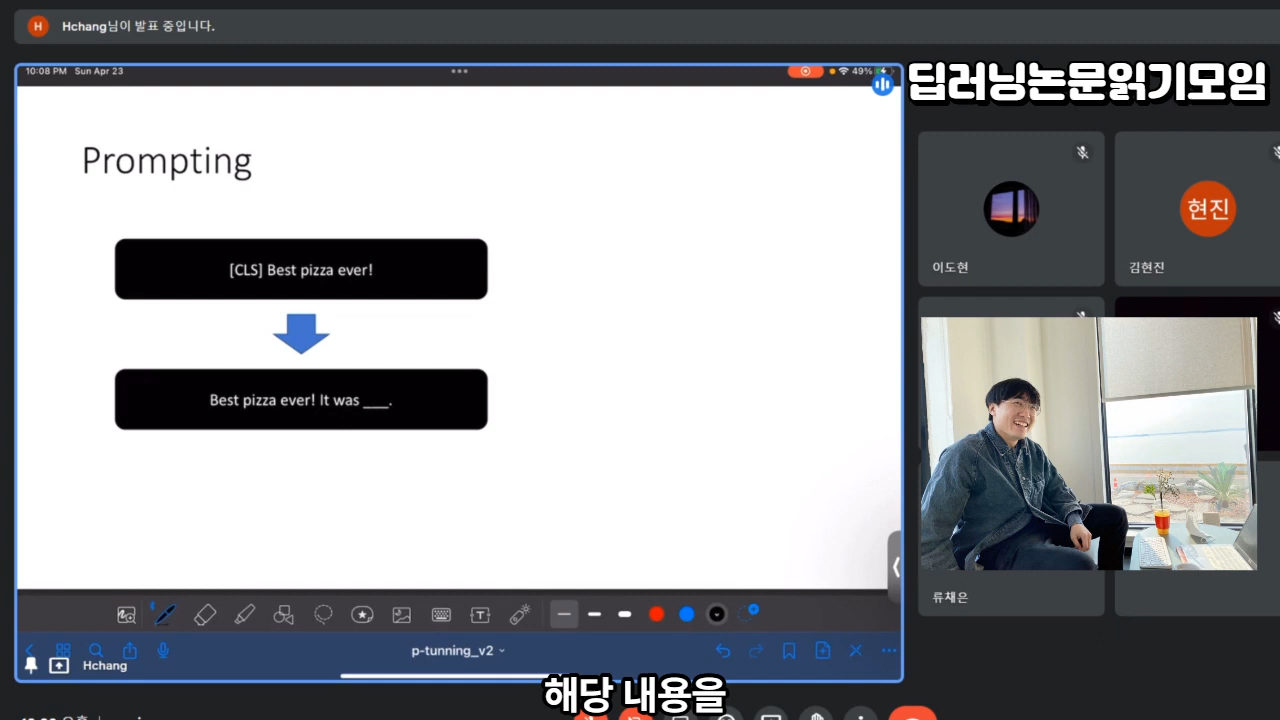 H Hchang님이 발표 중입니다.
10:08 PM Sun Apr 23
49%
딥러닝논문읽기모임
Prompting
[CLS] Best pizza ever!
Best pizza ever! It was ___.
이도현
현진
김현진
류채은
T
p-tunning_v2
Hchang
해당 내용을